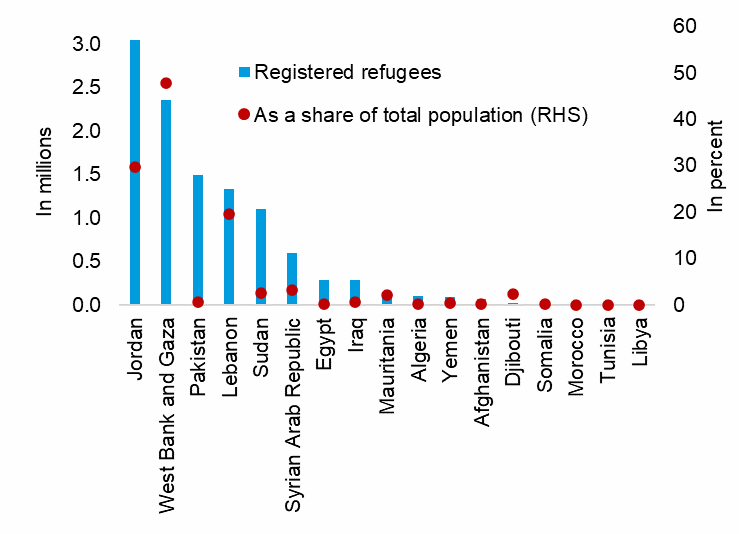 60
3.0
Registered refugees
50
2.5
As a share of total population (RHS)
40
2.0
In millions
In percent
30
1.5
20
1.0
10
0.5
0
0.0
Jordan
West Bank and Gaza
Pakistan
Lebanon
Sudan
Syrian Arab Republic
Egypt
Iraq
Mauritania
Algeria
Yemen
Afghanistan
Djibouti
Somalia
Morocco
Tunisia
Libya